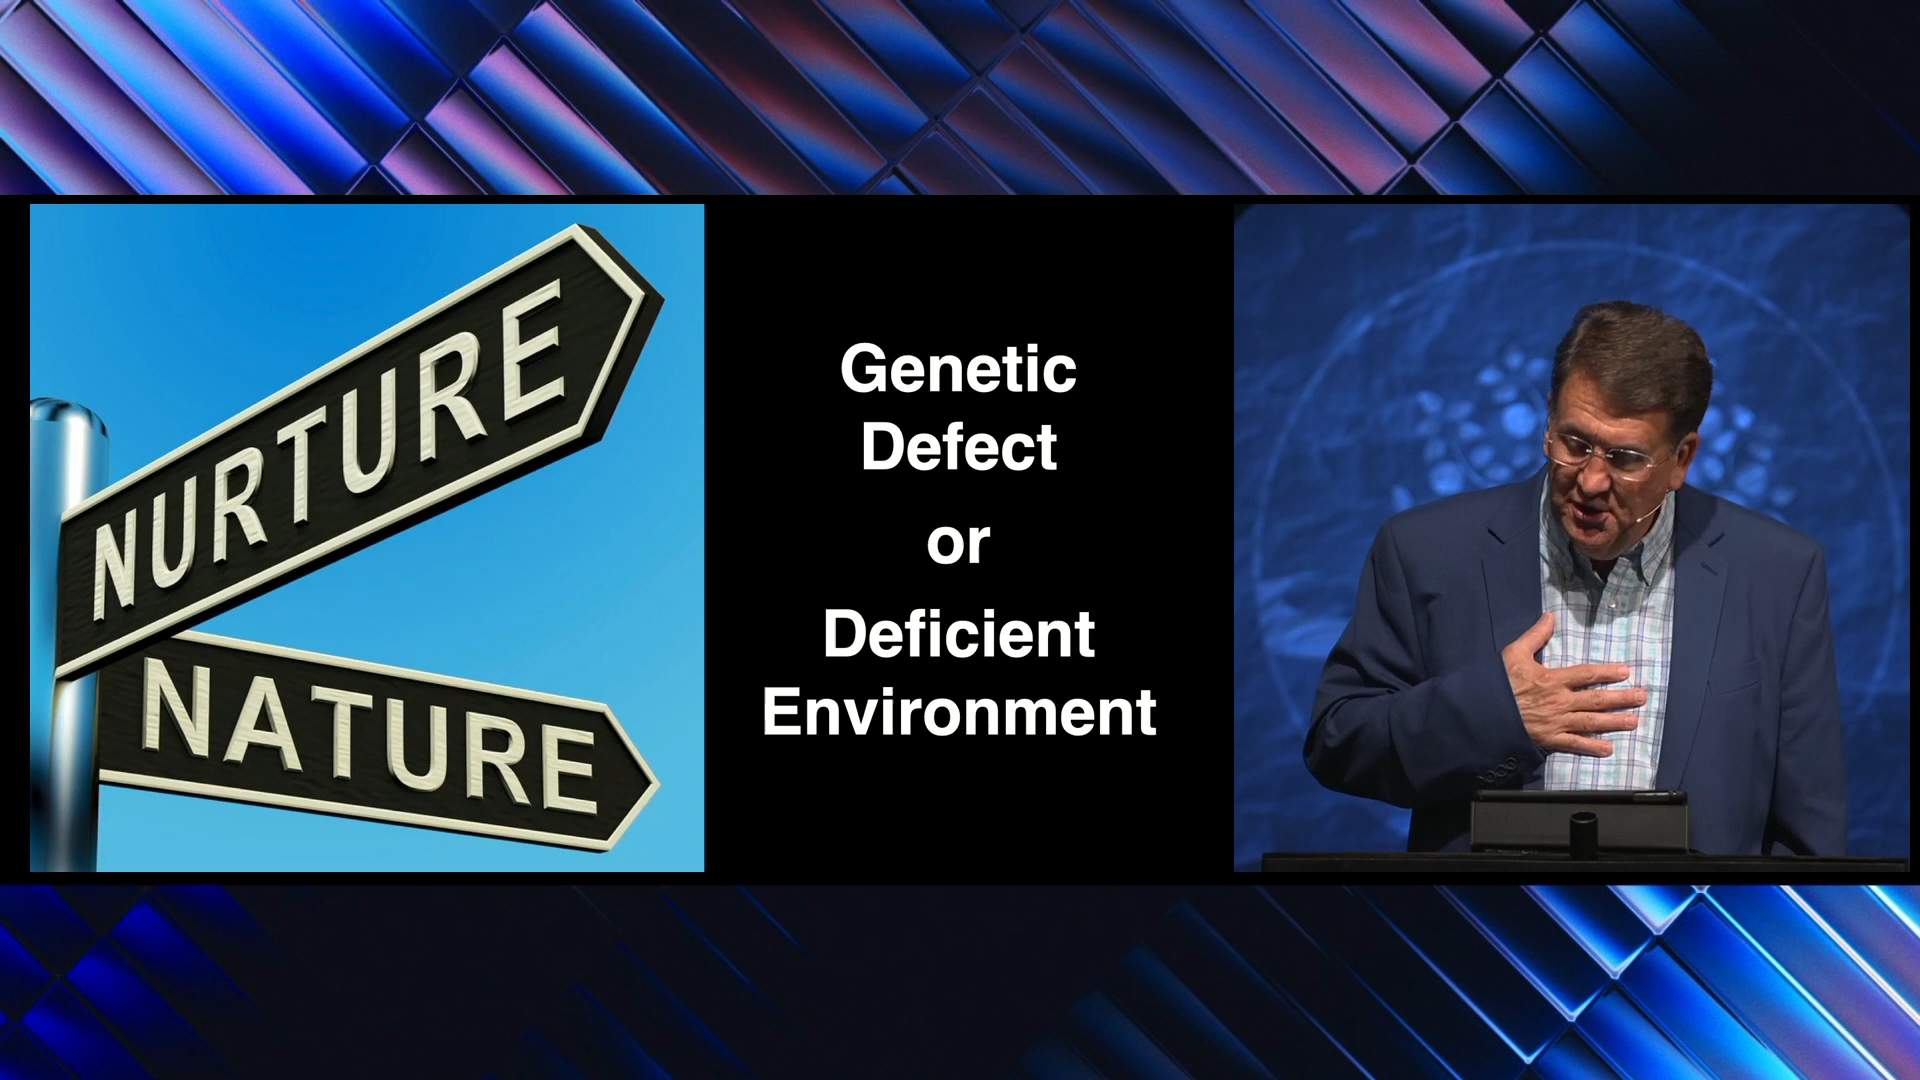 NURTURE
NATURE
Genetic
Defect
or
Deficient
Environment